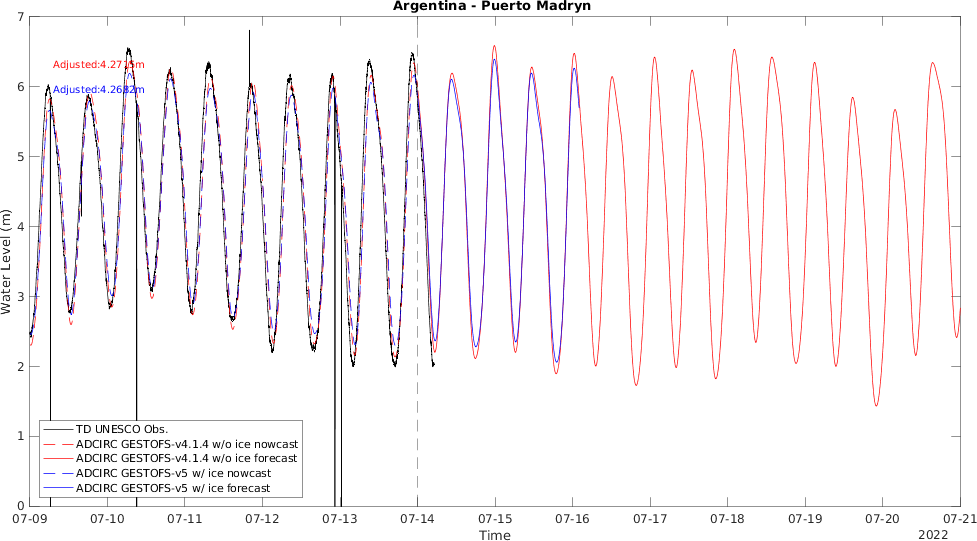 Argentina - Puerto Madryn
7
6
5
4
3
2
1
0
Water Level (m)
Adjusted:4.2715m
Adjusted:4.2682m
TD UNESCO Obs.
ADCIRC GESTOFS-v4.1.4 w/o ice nowcast
ADCIRC GESTOFS-v4.1.4 w/o ice forecast
ADCIRC GESTOFS-v5 w/ ice nowcast
ADCIRC GESTOFS-v5 w/ ice forecast
07-09 07-10 07-11 07-12 07-13 07-14 07-15 07-16 07-17 07-18 07-19 07-20 07-21
Time
2022